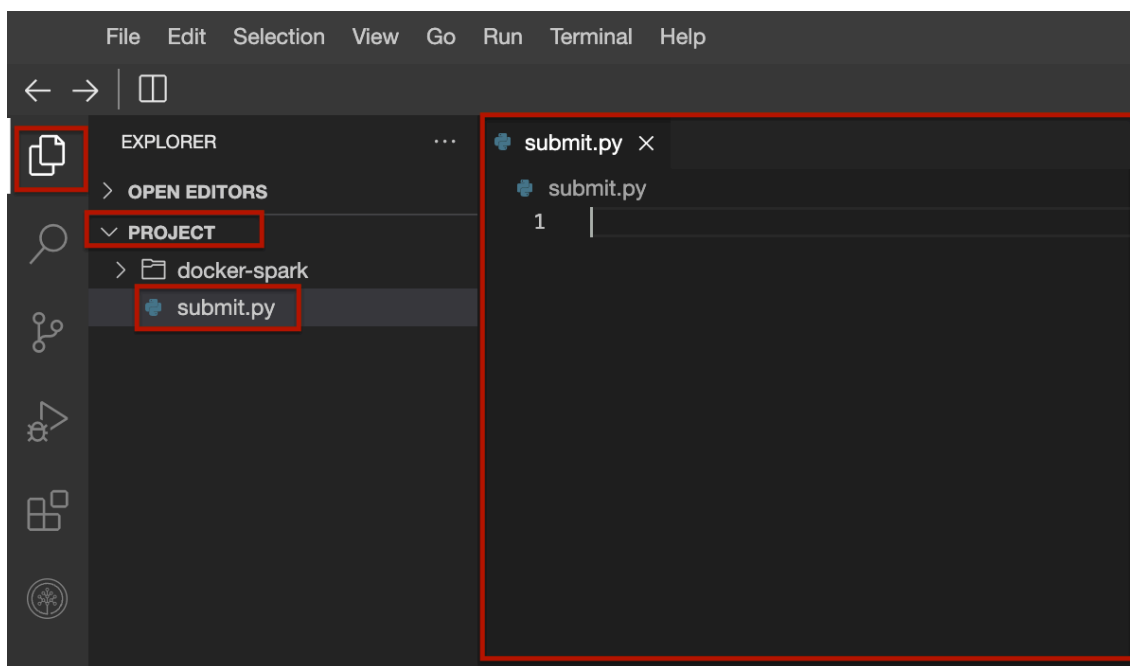 File Edit Selection View Go Run Terminal Help
EXPLORER ...
OPEN EDITORS
PROJECT
docker-spark
submit.py
submit.py
submit.py
1